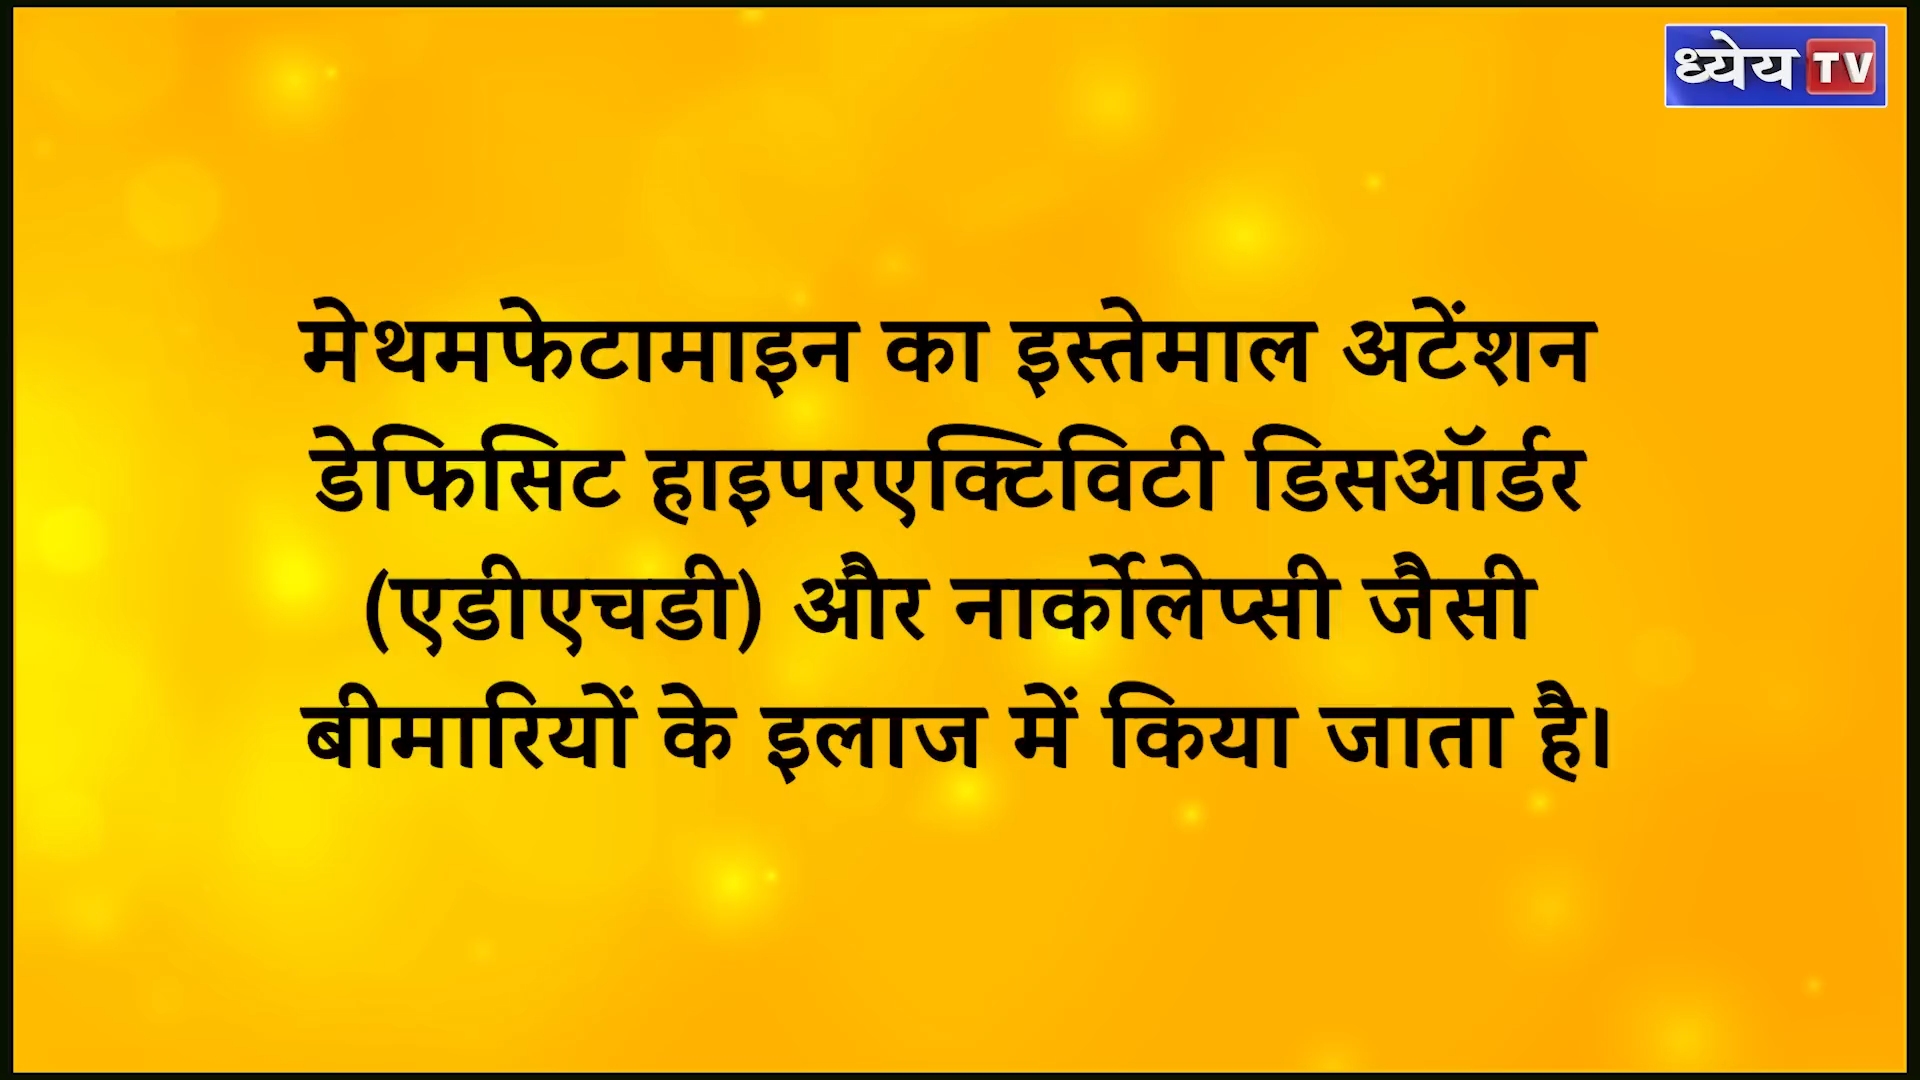 ध्येय TV
मेथमफेटामाइन का इस्तेमाल अटेंशन
डेफिसिट हाइपरएक्टिविटी डिसऑर्डर
(एडीएचडी) और नार्कोलेप्सी जैसी
बीमारियों के इलाज में किया जाता है।